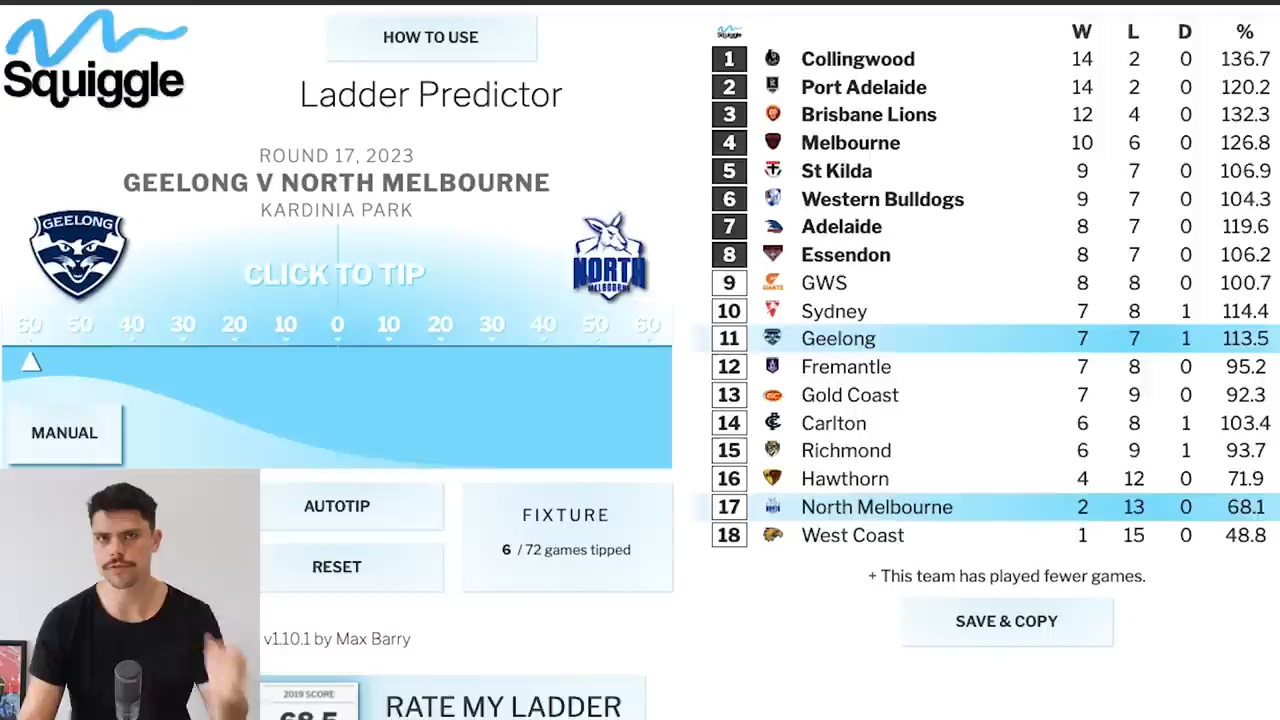 Squiggle
HOW TO USE
Ladder Predictor
ROUND 17, 2023
GEELONG V NORTH MELBOURNE
KARDINIA PARK
GEELONG
NORTH
MELBOURNE
CLICK TO TIP
60 50 40 30 20 10 0 10 20 30 40 50 60
MANUAL
AUTOTIP
RESET
FIXTURE
6 / 72 games tipped
v1.10.1 by Max Barry
2019 SCORE
68.5
RATE MY LADDER
Squiggle W L D %
1 Collingwood 14 2 0 136.7
2 Port Adelaide 14 2 0 120.2
3 Brisbane Lions 12 4 0 132.3
4 Melbourne 10 6 0 126.8
5 St Kilda 9 7 0 106.9
6 Western Bulldogs 9 7 0 104.3
7 Adelaide 8 7 0 119.6
8 Essendon 8 7 0 106.2
9 GWS 8 8 0 100.7
10 Sydney 7 8 1 114.4
11 Geelong 7 7 1 113.5
12 Fremantle 7 8 0 95.2
13 Gold Coast 7 9 0 92.3
14 Carlton 6 8 1 103.4
15 Richmond 6 9 1 93.7
16 Hawthorn 4 12 0 71.9
17 North Melbourne 2 13 0 68.1
18 West Coast 1 15 0 48.8
+ This team has played fewer games.
SAVE & COPY